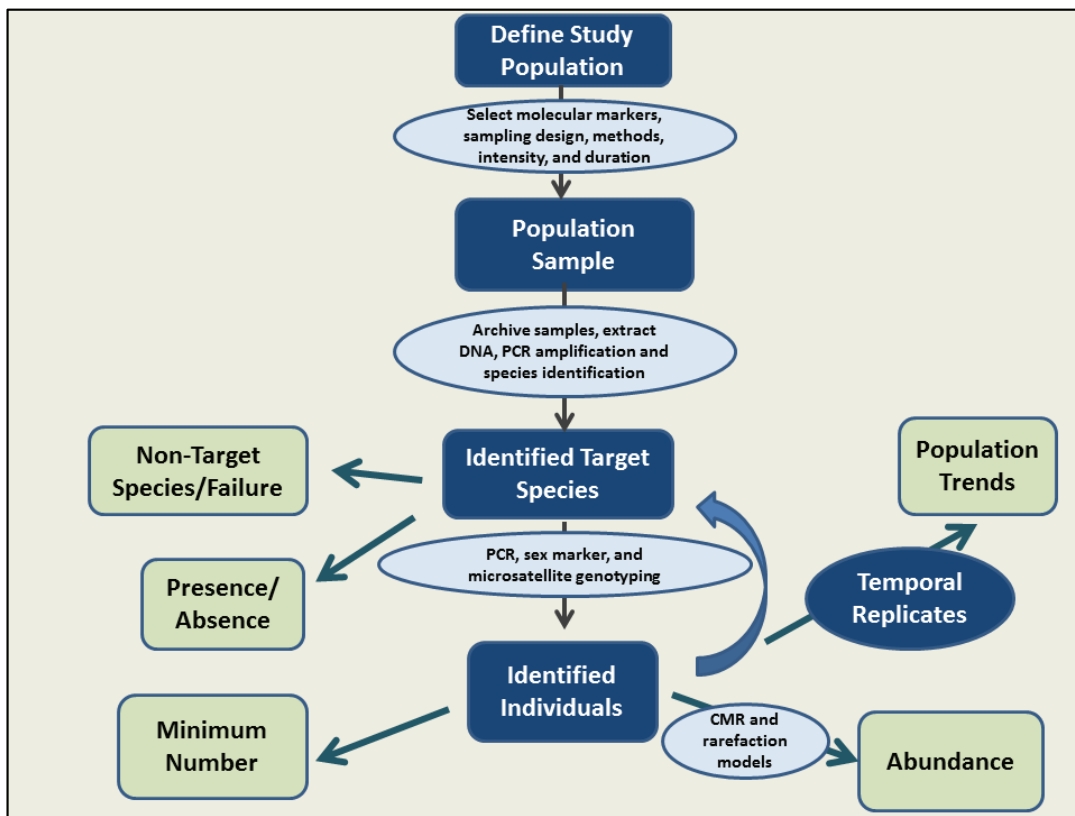 Define Study
Population
Select molecular markers,
sampling design, methods,
intensity, and duration
Population
Sample
Archive samples, extract
DNA, PCR amplification and
species identification
Identified Target
Species
Non-Target
Species/Failure
Population
Trends
PCR, sex marker, and
microsatellite genotyping
Presence/
Absence
Temporal
Replicates
Identified
Individuals
Minimum
Number
CMR and
rarefaction
models
Abundance